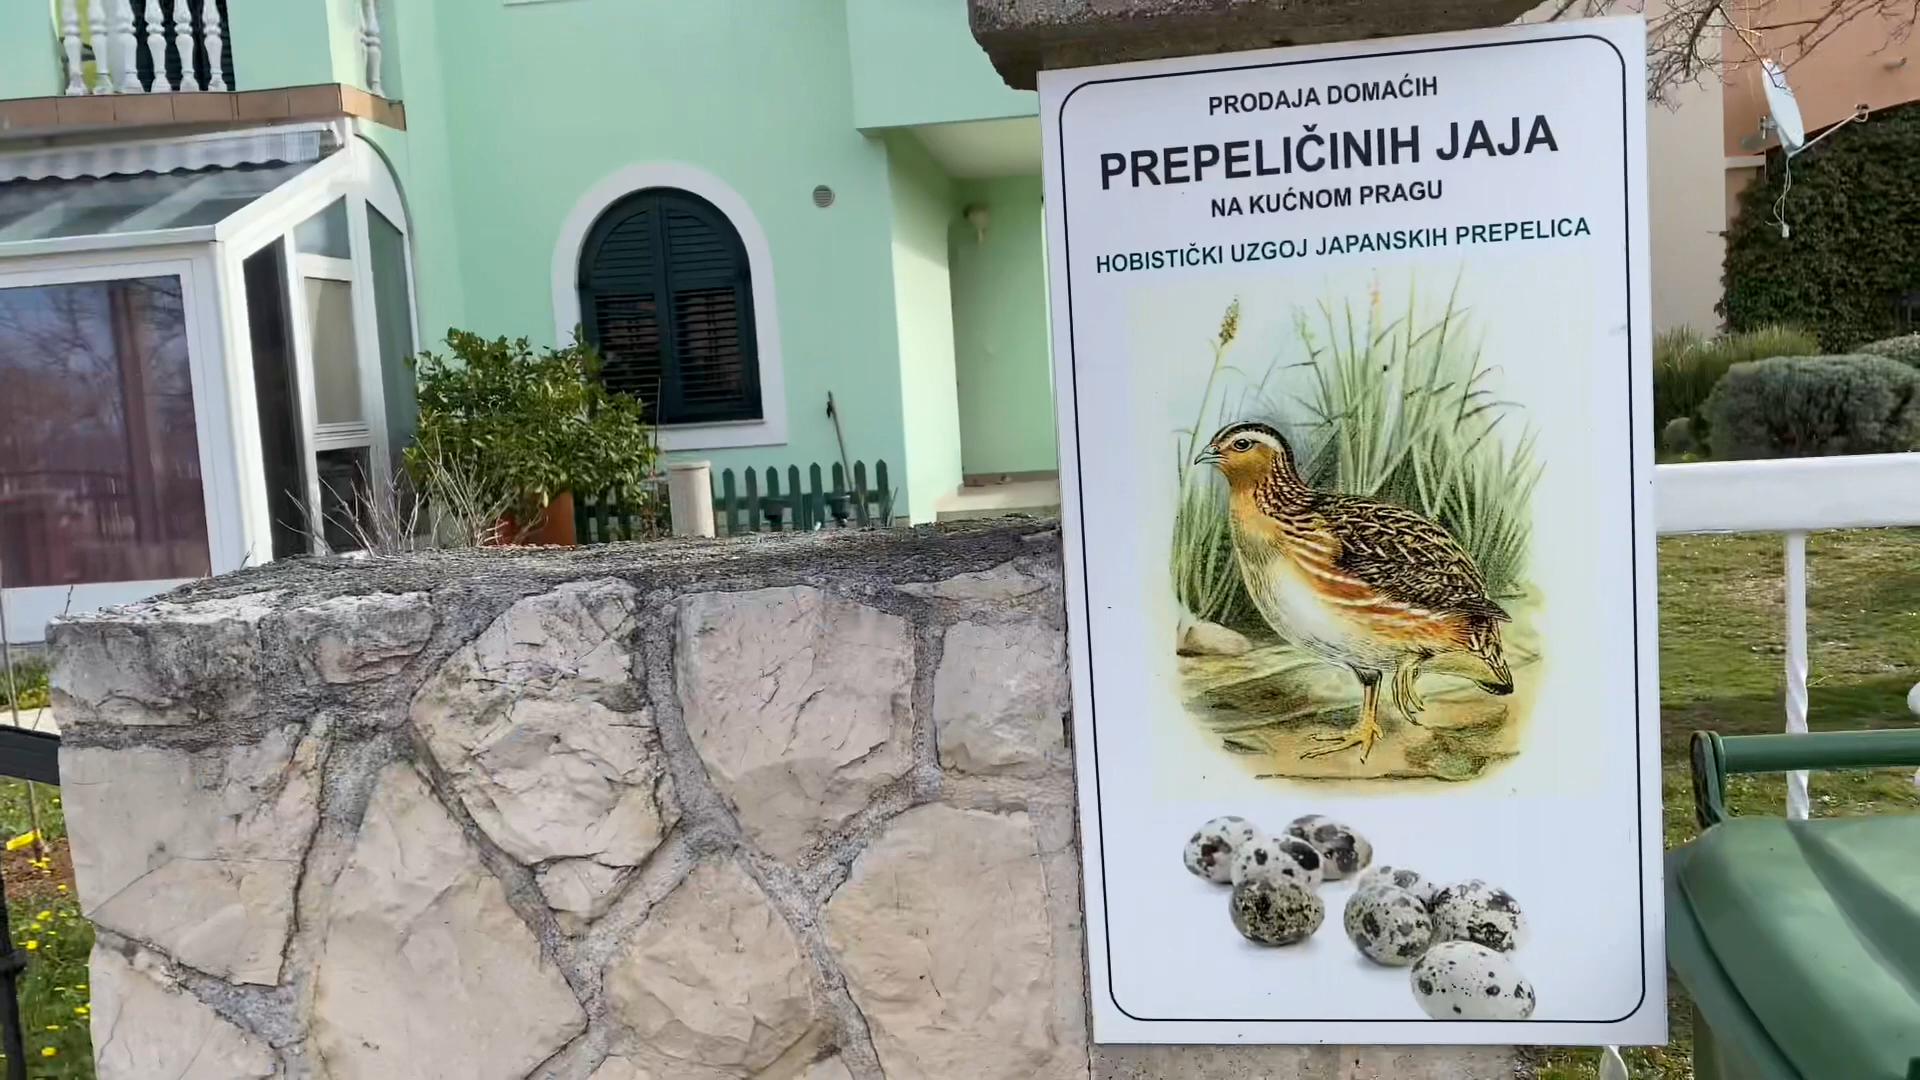 PRODAJA DOMAĆIH
PREPELIČINIH JAJA
NA KUĆNOM PRAGU
HOBISTIČKI UZGOJ JAPANSKIH PREPELICA